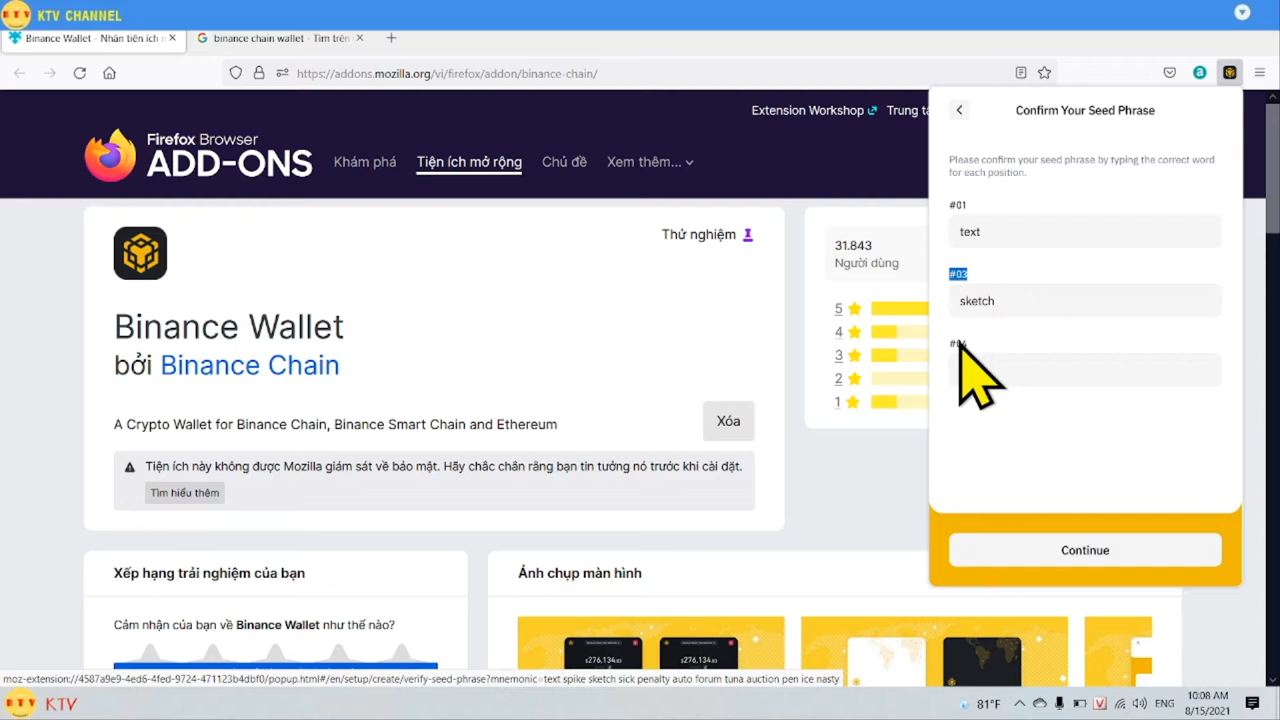 KTV CHANNEL
Binance Wallet - Nhận tiện ích n
binance chain wallet - Tìm trên
https://addons.mozilla.org/vi/firefox/addon/binance-chain/
Extension Workshop
Trung tâ
Firefox Browser
ADD-ONS
Khám phá
Tiện ích mở rộng
Chủ đề
Xem thêm...
Confirm Your Seed Phrase
Please confirm your seed phrase by typing the correct word
for each position.
#01
text
#03
sketch
Continue
Thử nghiệm
Binance Wallet
bởi Binance Chain
A Crypto Wallet for Binance Chain, Binance Smart Chain and Ethereum
Xóa
Tiện ích này không được Mozilla giám sát về bảo mật. Hãy chắc chắn rằng bạn tin tưởng nó trước khi cài đặt.
Tìm hiểu thêm
31.843
Người dùng
5
4
3
2
1
Xếp hạng trải nghiệm của bạn
Cảm nhận của bạn về Binance Wallet như thế nào?
Ảnh chụp màn hình
$276,134.83
$276,134.83
moz-extension://4587a9e9-4ed6-4fed-9724-471123b4dbf0/popup.html#/en/setup/create/verify-seed-phrase?mnemonic=text spike sketch sick penalty auto forum tuna auction pen ice nasty
KTV
81°F
ENG
10:08 AM
8/15/2021